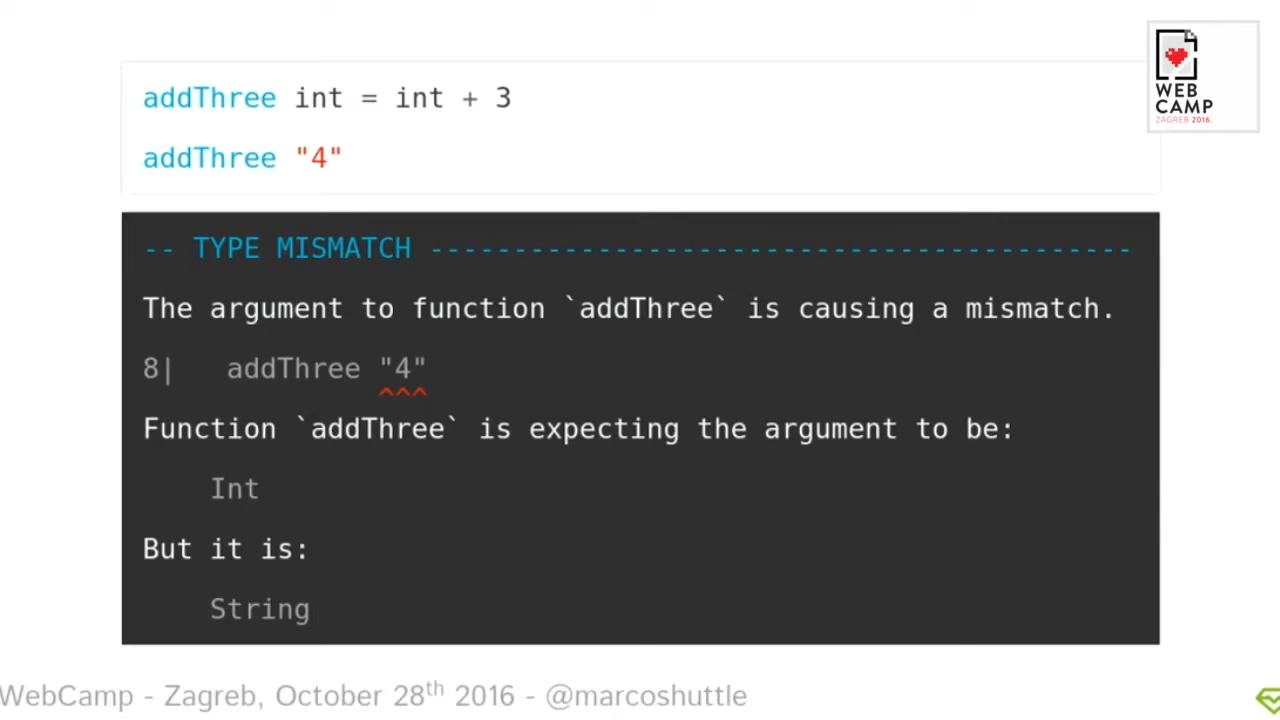 addThree int = int + 3
addThree "4"
WEB
CAMP
ZAGREB 2016.
-- TYPE MISMATCH -------------------------------------------
The argument to function `addThree` is causing a mismatch.
8|   addThree "4"
^^^
Function `addThree` is expecting the argument to be:
Int
But it is:
String
WebCamp - Zagreb, October 28th 2016 - @marcoshuttle